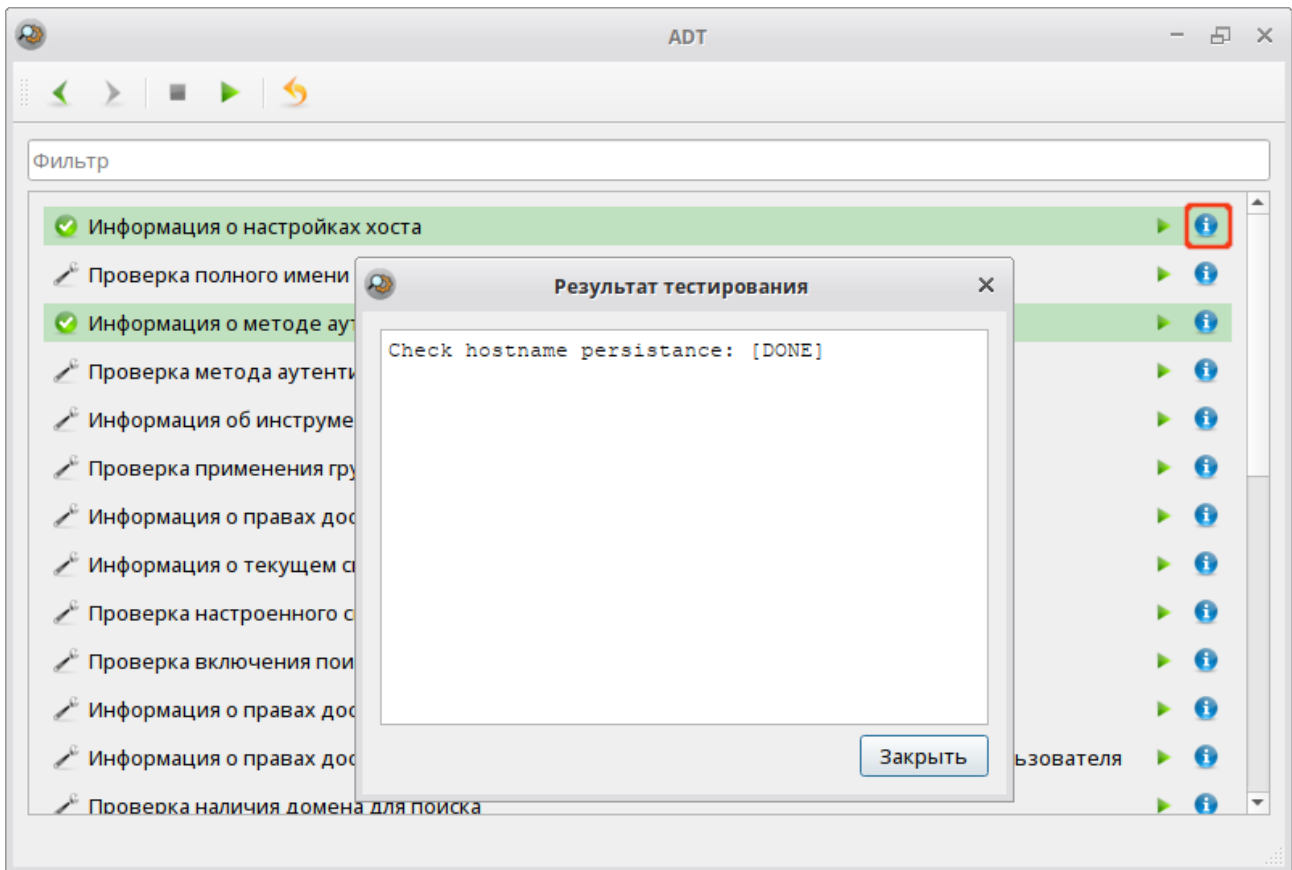 ADT
Фильтр
Информация о настройках хоста
Проверка полного имени
Информация о методе аут
Проверка метода аутенти
Информация об инструме
Проверка применения гру
Информация о правах дос
Информация о текущем
Проверка настроенного
Проверка включения пои
Информация о правах дос
Информация о правах дос
ьзователя
Проверка наличия домена для поиска
Результат тестирования
Check hostname persistance: [DONE]
Закрыть